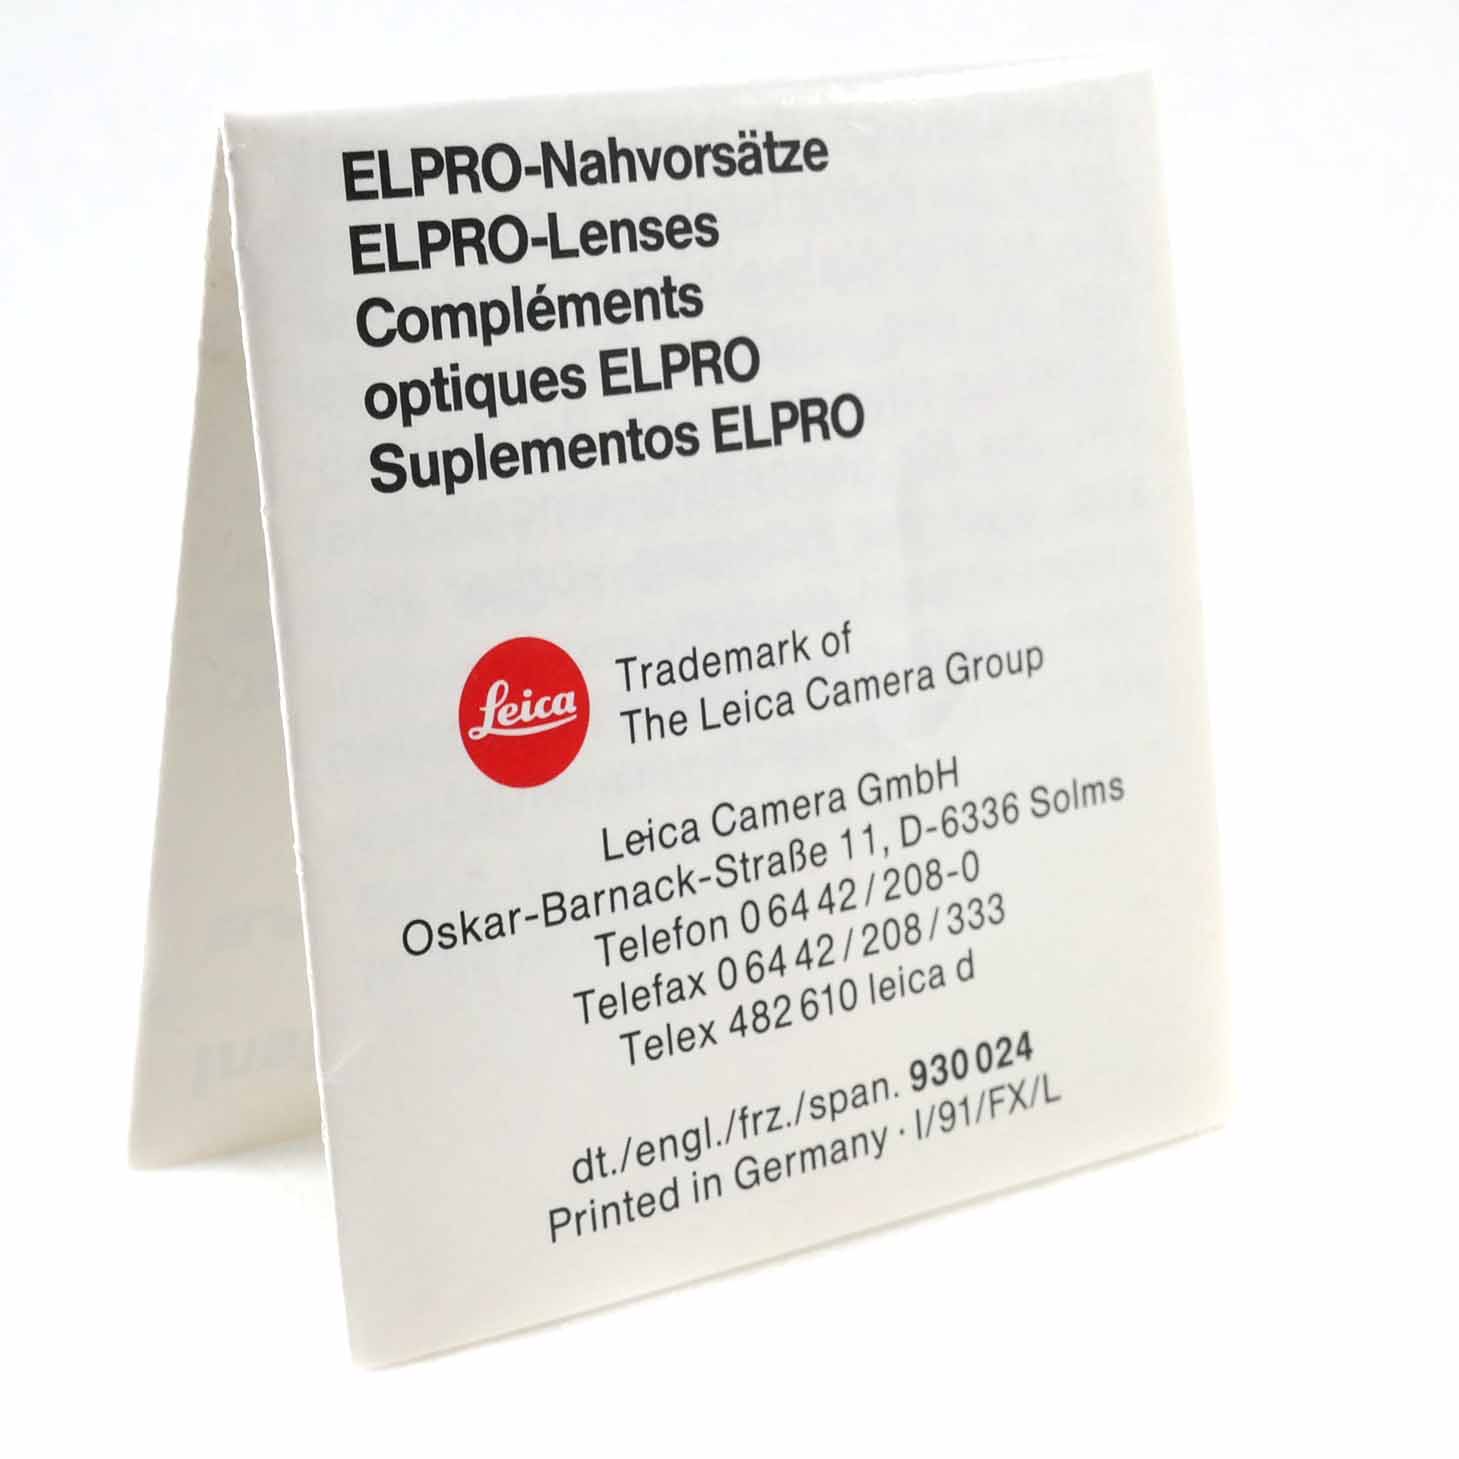 ELPRO-Nahvorsätze
ELPRO-Lenses
Compléments
optiques ELPRO
Suplementos ELPRO
Leica
Trademark of
The Leica Camera Group
Leica Camera GmbH
Oskar-Barnack-Straße 11, D-6336 Solms
Telefon 0 64 42 / 208-0
Telefax 0 64 42 / 208 / 333
Telex 482 610 leica d
dt./engl./frz./span. 930 024
Printed in Germany · I/91/FX/L